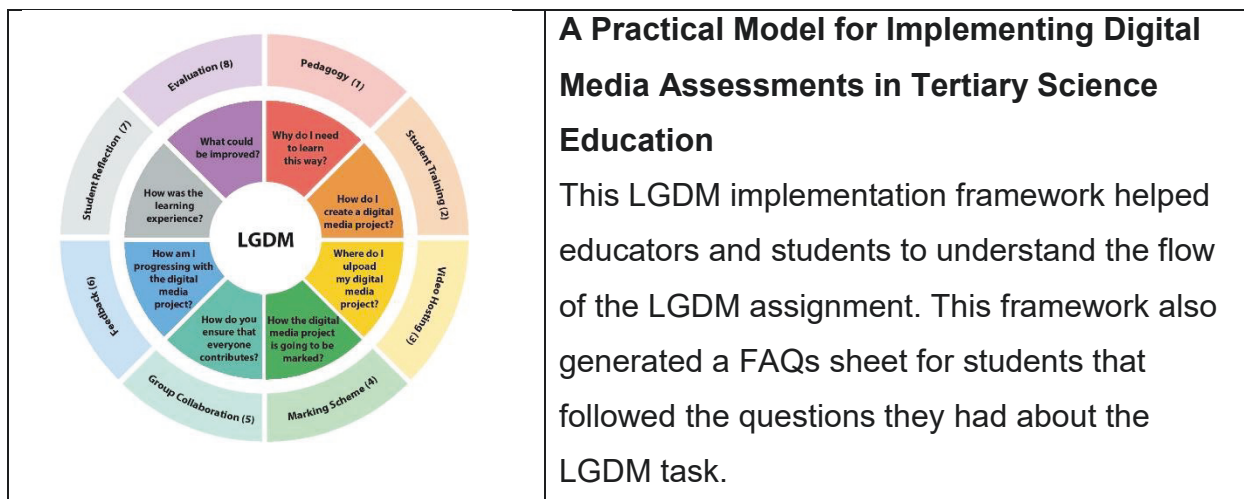 Evaluation (8)
Pedagogy (1)
Student Training (2)
Video Hosting (3)
Marking Scheme (4)
Group Collaboration (5)
Feedback (6)
Student Reflection (7)
What could
be improved?
Why do I need
to learn
this way?
How do I
create a digital
media project?
Where do I
ulpoad
my digital
media
project?
How the digital
media project
is going to be
marked?
How do you
ensure that
everyone
contributes?
How am I
progressing with
the digital
media
project?
How was the
learning
experience?
LGDM
A Practical Model for Implementing Digital
Media Assessments in Tertiary Science
Education
This LGDM implementation framework helped
educators and students to understand the flow
of the LGDM assignment. This framework also
generated a FAQs sheet for students that
followed the questions they had about the
LGDM task.